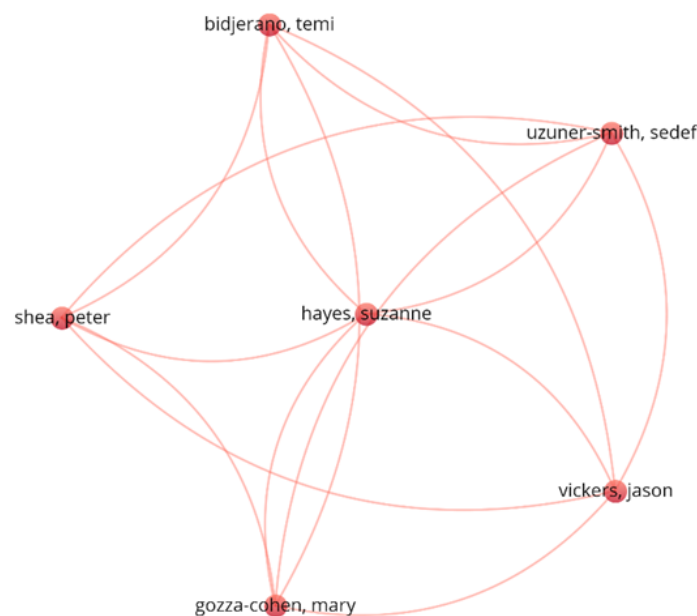 bidjerano, temi
uzuner-smith, sedef
shea, peter
hayes, suzanne
vickers, jason
gozza-cohen, mary